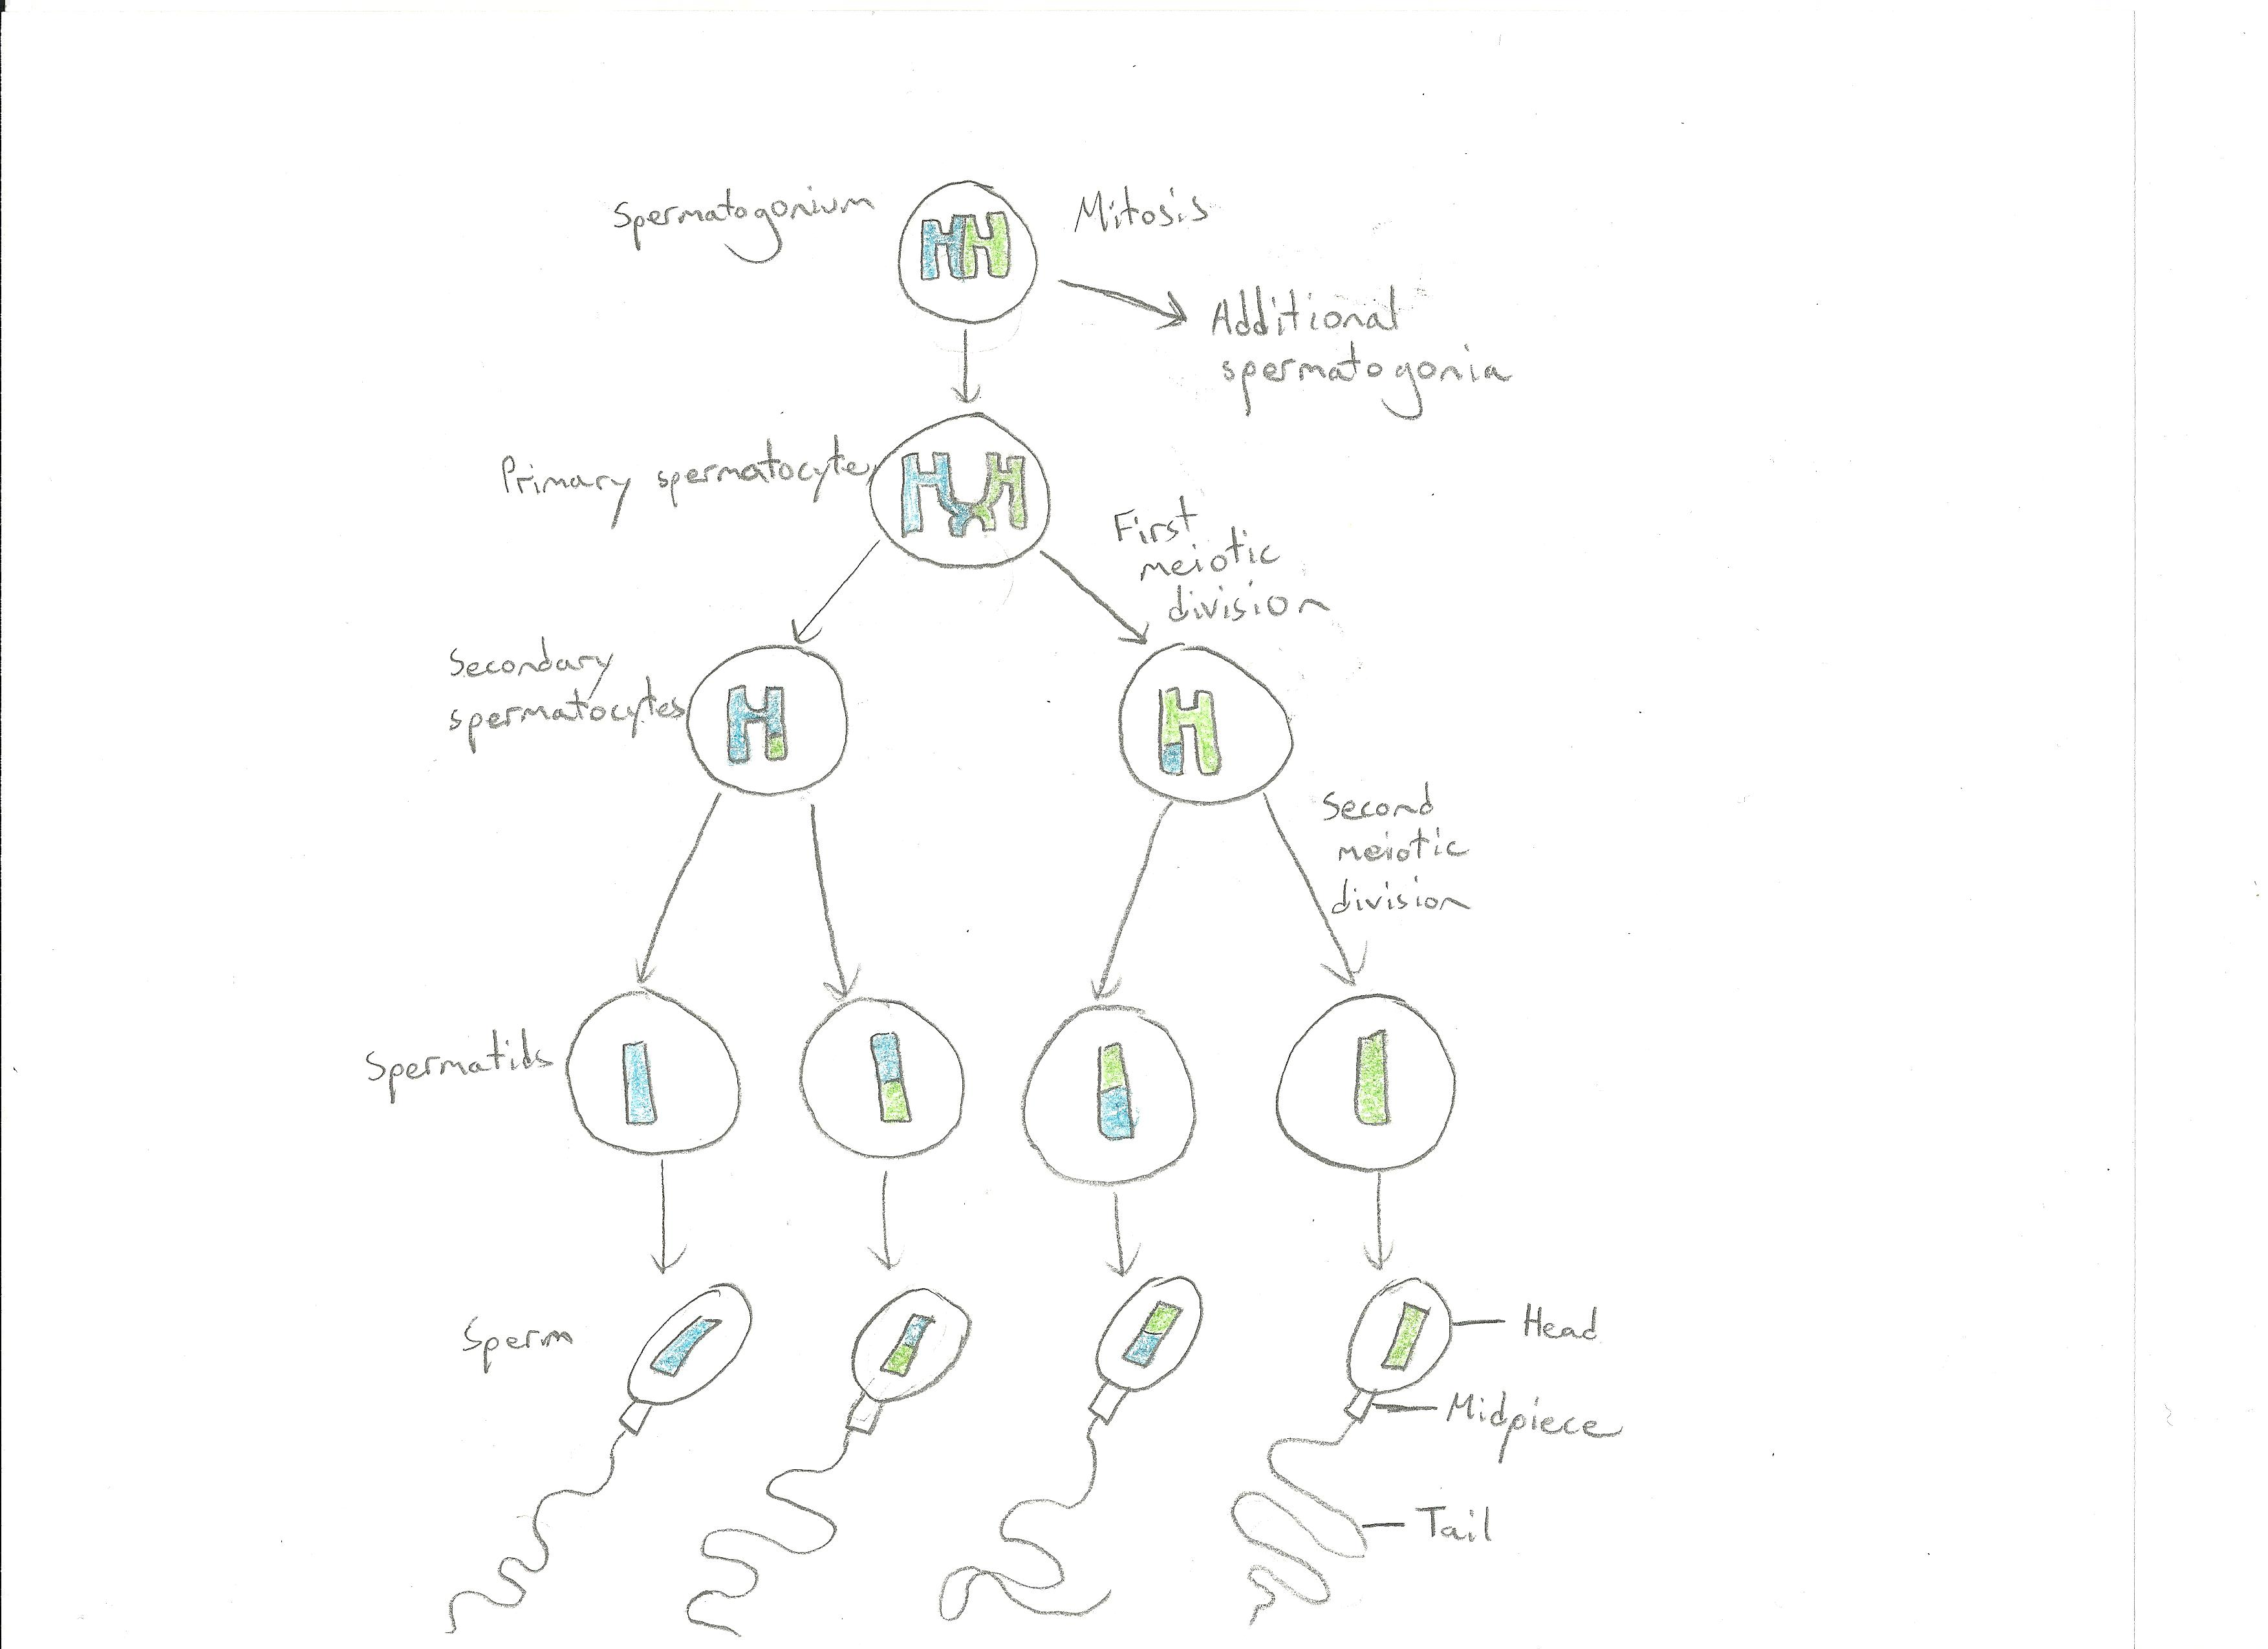 Spermatogonium
Mitosis
Additional
spermatogonia
Primary spermatocyte
First
meiotic
division
Secondary
spermatocytes
Second
meiotic
division
Spermatids
Sperm
Head
Midpiece
Tail